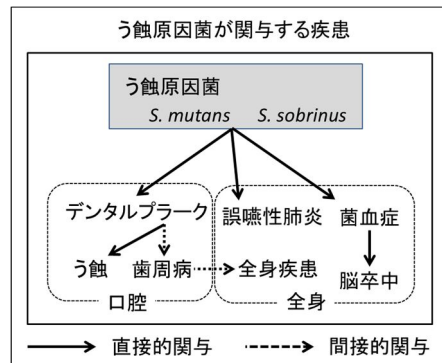 う蝕原因菌が関与する疾患
う蝕原因菌
S. mutans S. sobrinus
デンタルプラーク 誤嚥性肺炎 菌血症
う蝕 歯周病 全身疾患 脳卒中
口腔 全身
直接的関与 間接的関与